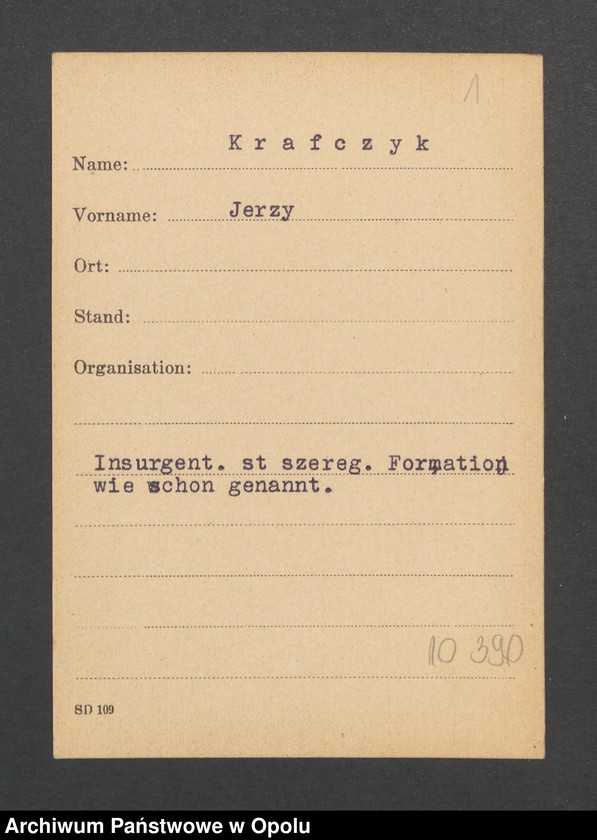 1
Name: K r a f c z y k
Vorname: Jerzy
Ort:
Stand:
Organisation:
Insurgent. st szereg. Formation
wie schon genannt.
10 390
SD 109
Archiwum Państwowe w Opolu